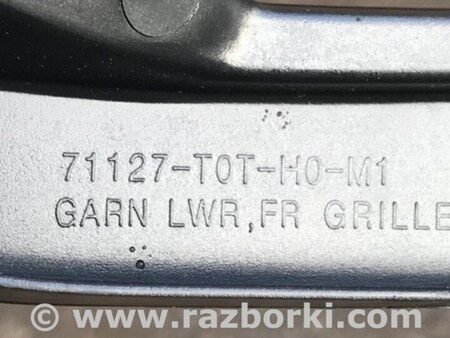 71127-T0T-H0-M1
GARN LWR,FR GRILLE
© www.razborki.com